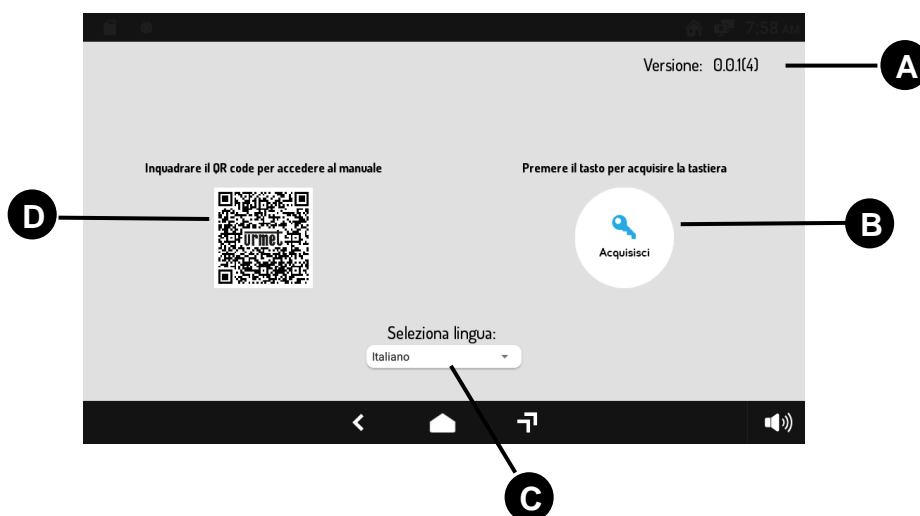 7:58 AM
Versione: 0.0.1(4)
A
Inquadrare il QR code per accedere al manuale
Premere il tasto per acquisire la tastiera
urmet
D
B
Acquisisci
Seleziona lingua:
Italiano
C